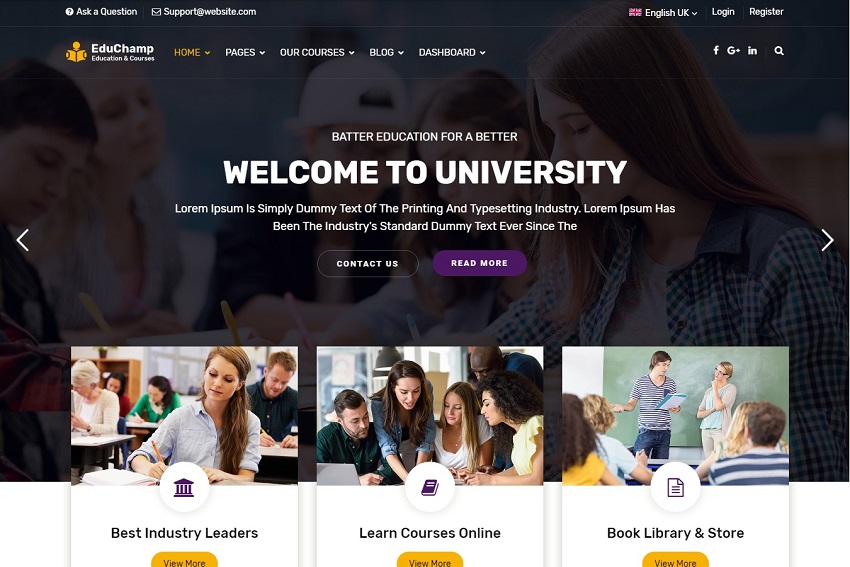 Ask a Question
Support@website.com
English UK
Login
Register
EduChamp
Education & Courses
HOME
PAGES
OUR COURSES
BLOG
DASHBOARD
f
G+
in
BATTER EDUCATION FOR A BETTER
WELCOME TO UNIVERSITY
Lorem Ipsum Is Simply Dummy Text Of The Printing And Typesetting Industry. Lorem Ipsum Has
Been The Industry's Standard Dummy Text Ever Since The
CONTACT US
READ MORE
Best Industry Leaders
Learn Courses Online
Book Library & Store
View More
View More
View More